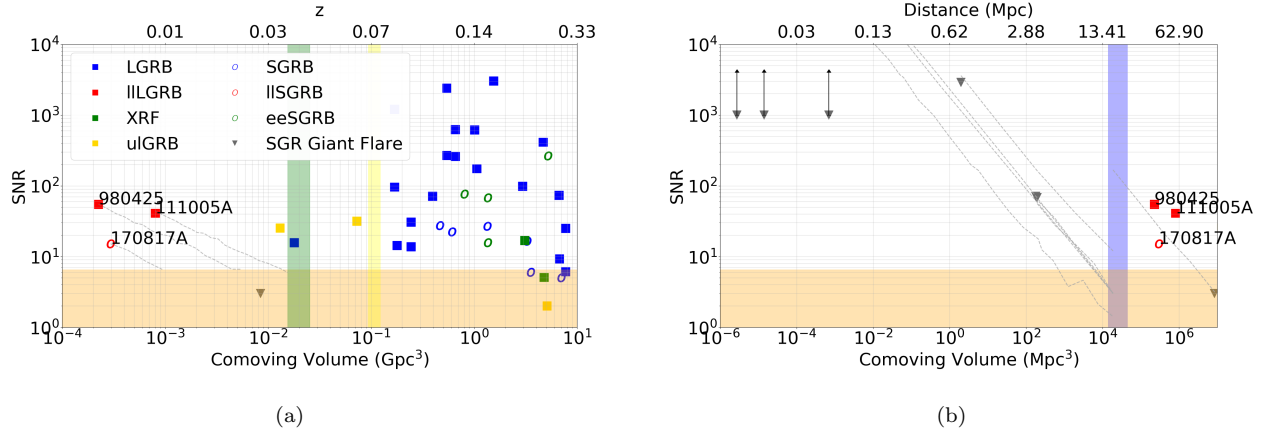 z
0.01 0.03 0.07 0.14 0.33
10^4
10^3
10^2
10^1
10^0
SNR
LGRB
llLGRB
XRF
ulGRB
SGRB
llSGRB
eeSGRB
SGR Giant Flare
980425
111005A
170817A
10^−4 10^−3 10^−2 10^−1 10^0 10^1
Comoving Volume (Gpc^3)
(a)
Distance (Mpc)
0.03 0.13 0.62 2.88 13.41 62.90
10^4
10^3
10^2
10^1
10^0
SNR
980425
111005A
170817A
10^−6 10^−4 10^−2 10^0 10^2 10^4 10^6
Comoving Volume (Mpc^3)
(b)